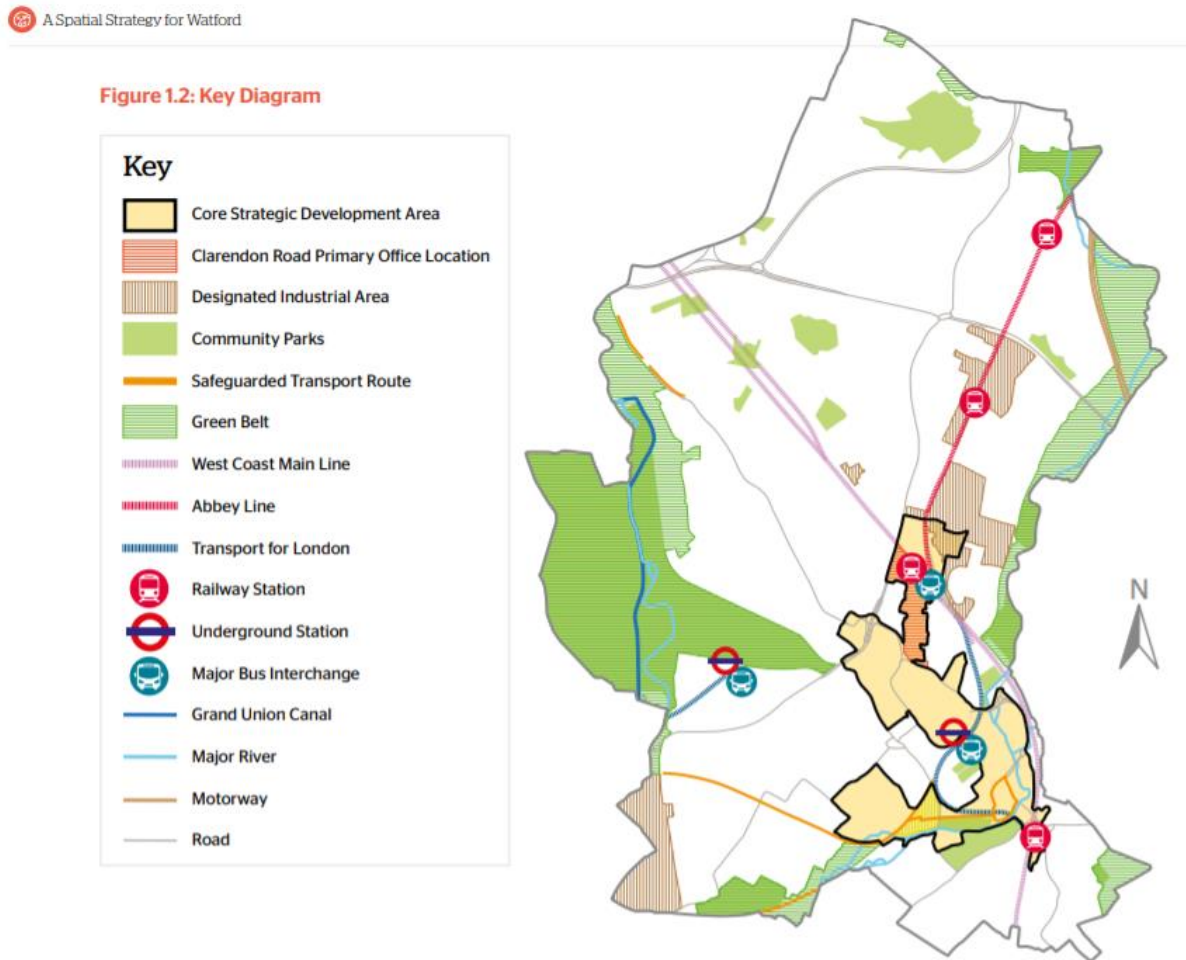 A Spatial Strategy for Watford
Figure 1.2: Key Diagram
Key
Core Strategic Development Area
Clarendon Road Primary Office Location
Designated Industrial Area
Community Parks
Safeguarded Transport Route
Green Belt
West Coast Main Line
Abbey Line
Transport for London
Railway Station
Underground Station
Major Bus Interchange
Grand Union Canal
Major River
Motorway
Road
N